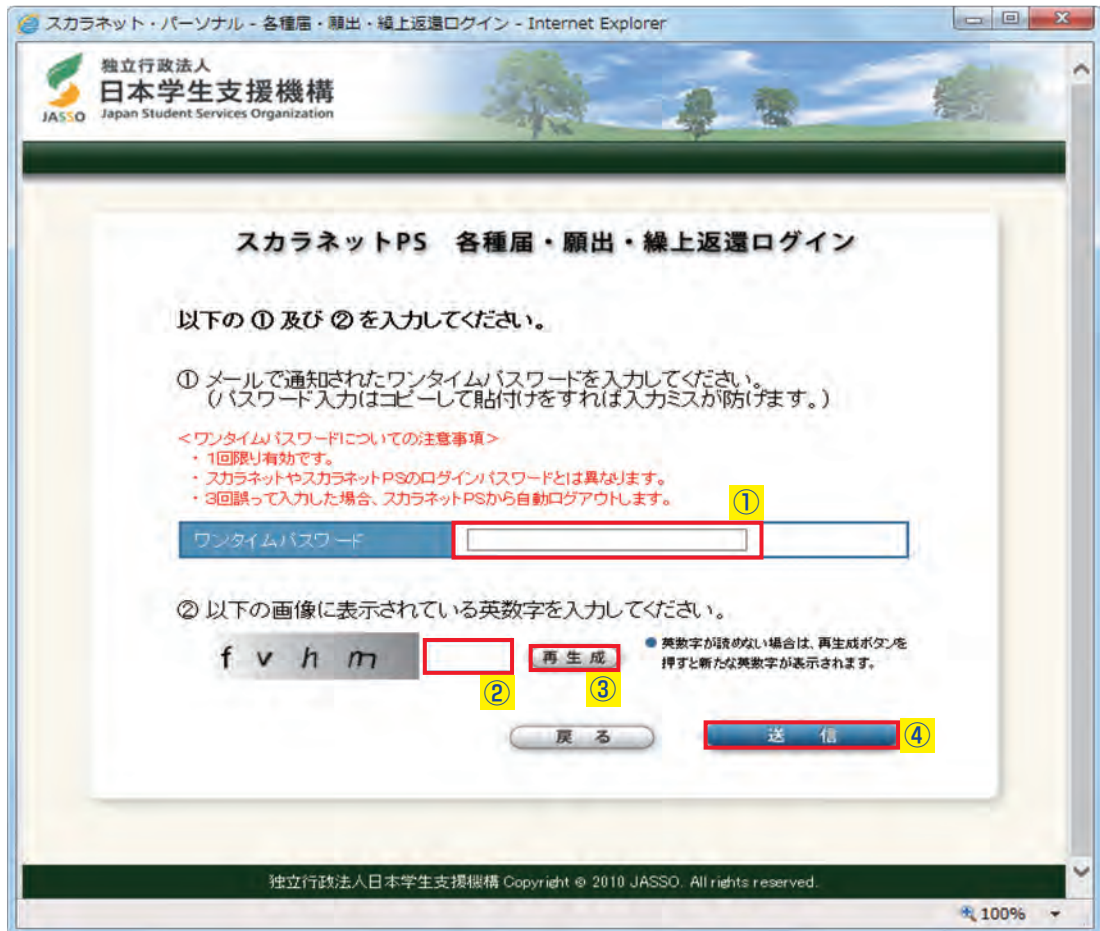 スカラネット・パーソナル - 各種届・願出・繰上返還ログイン - Internet Explorer
独立行政法人
日本学生支援機構
JASSO Japan Student Services Organization
スカラネットPS 各種届・願出・繰上返還ログイン
以下の ① 及び ② を入力してください。
① メールで通知されたワンタイムパスワードを入力してください。
(パスワード入力はコピーして貼付けをすれば入力ミスが防げます。)
<ワンタイムパスワードについての注意事項>
・1回限り有効です。
・スカラネットやスカラネットPSのログインパスワードとは異なります。
・3回誤って入力した場合、スカラネットPSから自動ログアウトします。
①
ワンタイムパスワード
② 以下の画像に表示されている英数字を入力してください。
f v h m
再生成
● 英数字が読めない場合は、再生成ボタンを
押すと新たな英数字が表示されます。
② ③
戻る
送信 ④
独立行政法人日本学生支援機構 Copyright © 2010 JASSO. All rights reserved.
100%